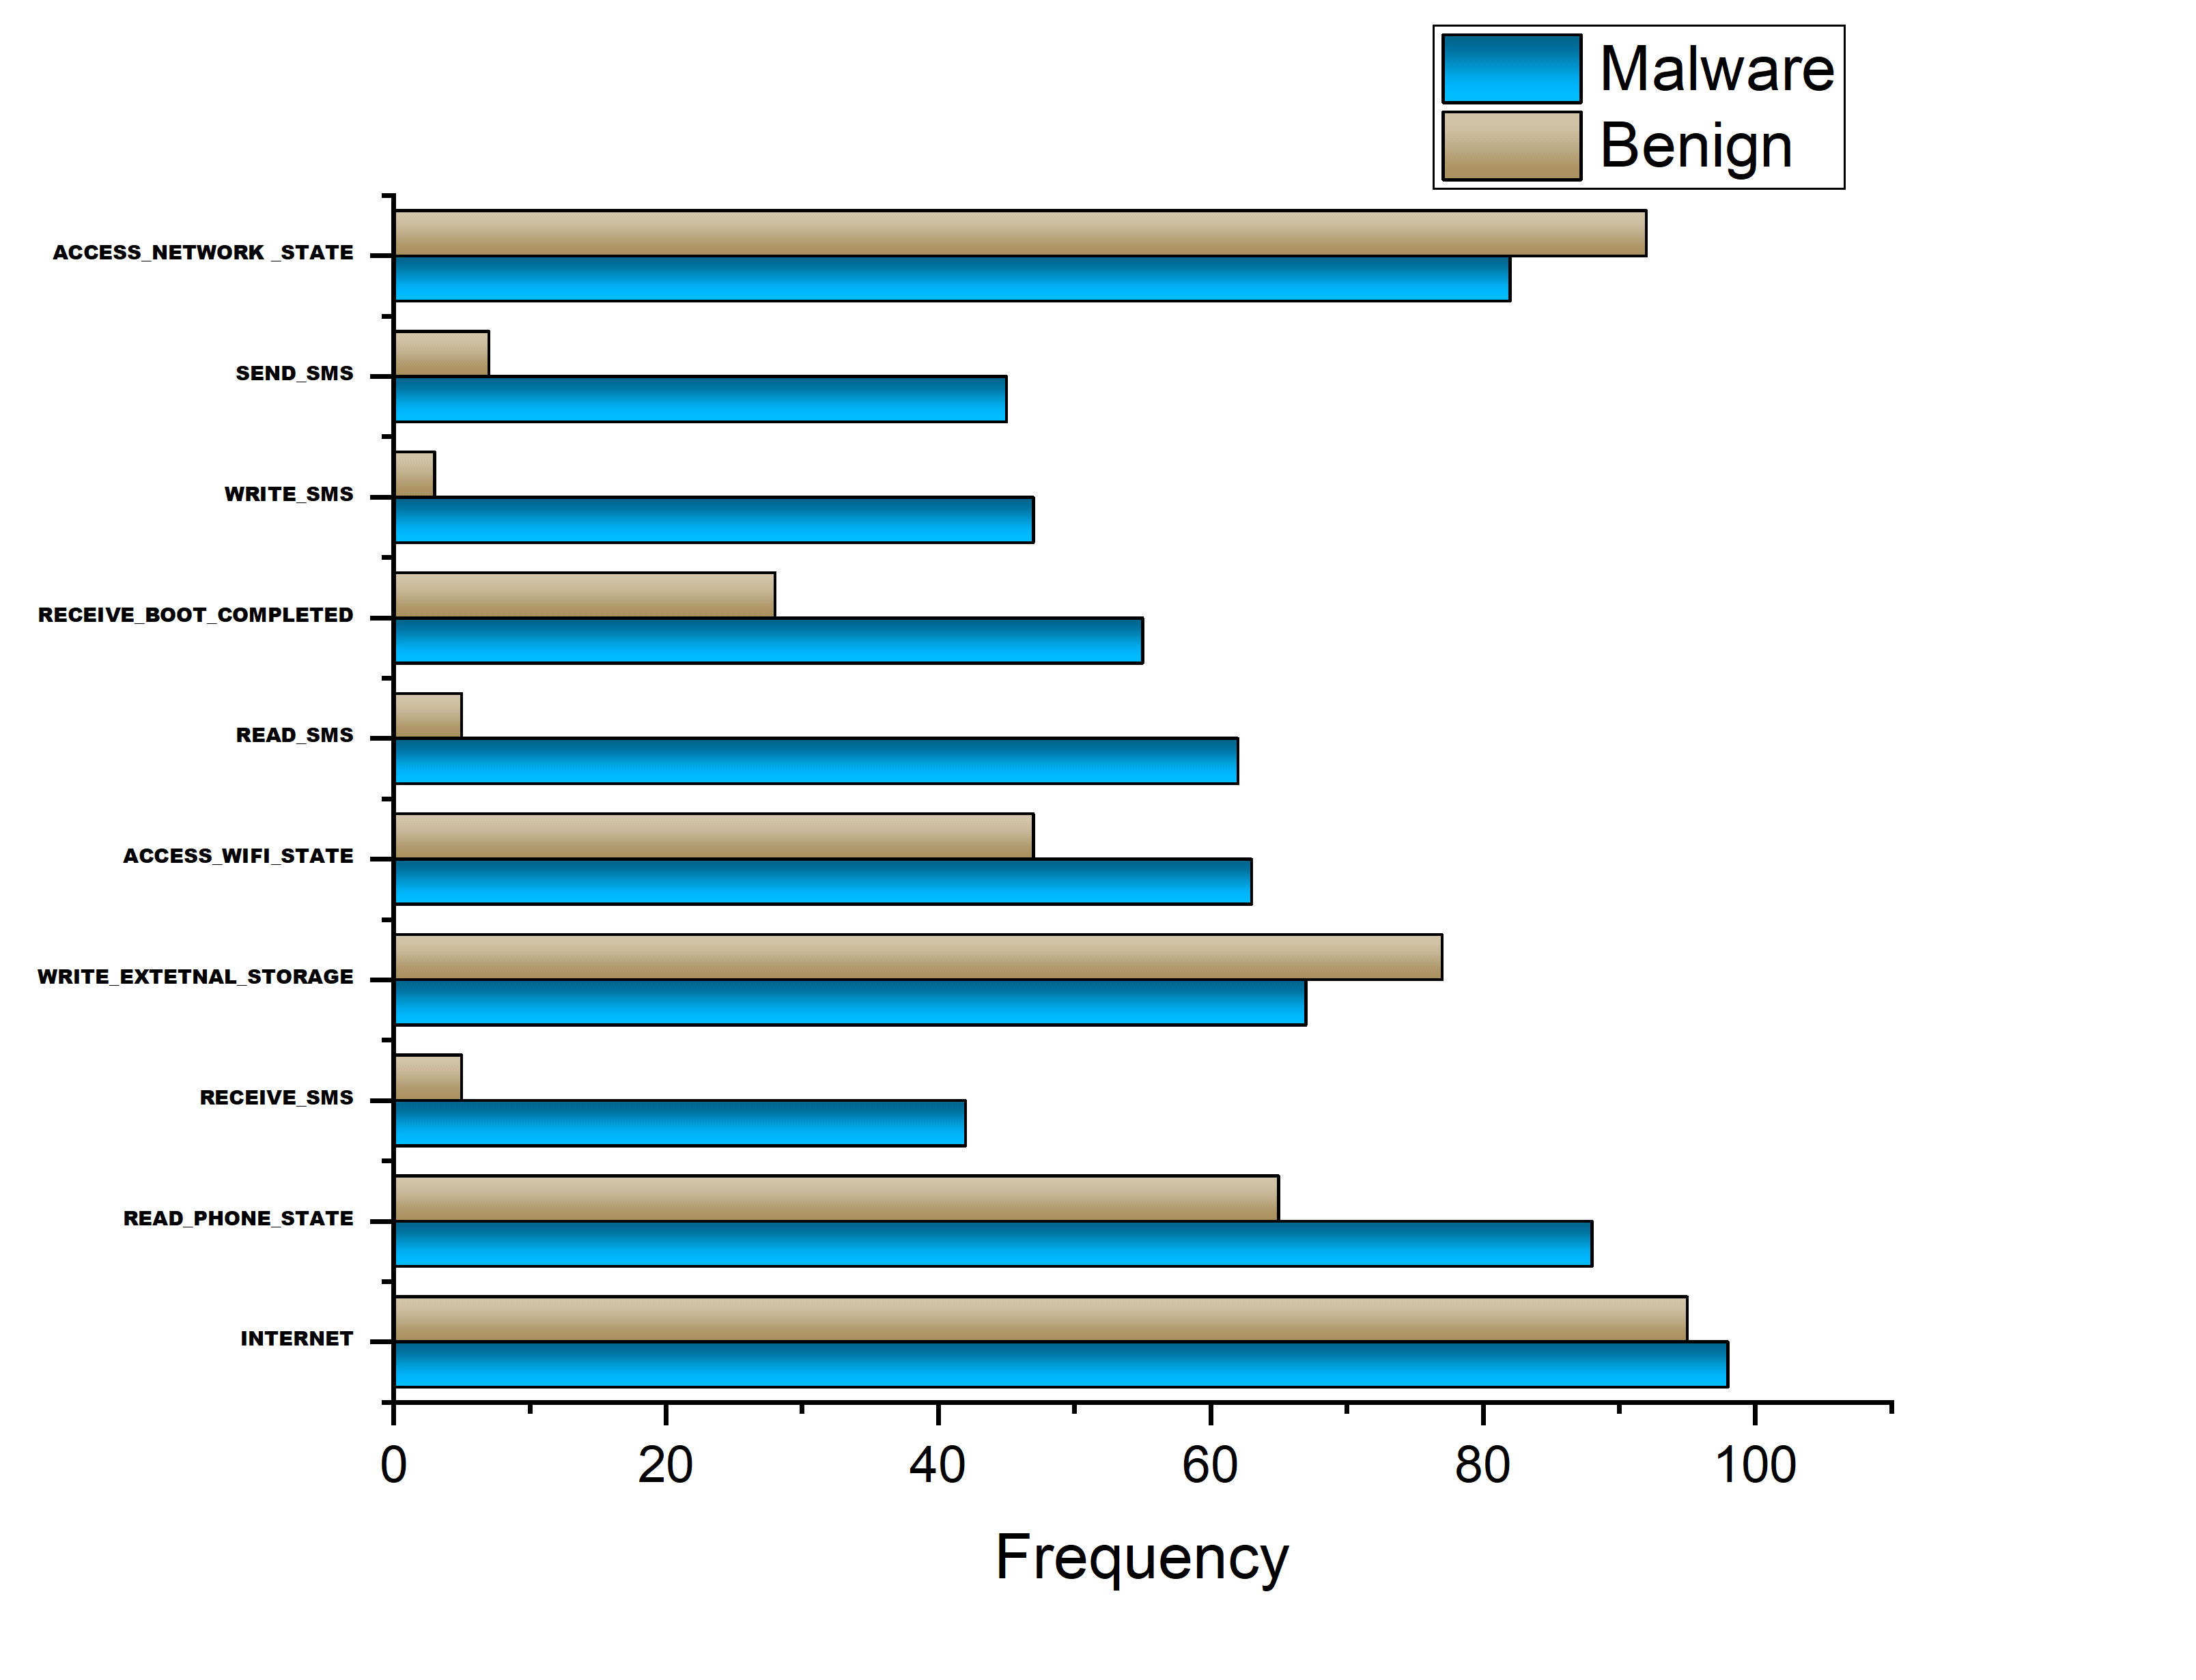 Malware
Benign
ACCESS_NETWORK _STATE
SEND_SMS
WRITE_SMS
RECEIVE_BOOT_COMPLETED
READ_SMS
ACCESS_WIFI_STATE
WRITE_EXTETNAL_STORAGE
RECEIVE_SMS
READ_PHONE_STATE
INTERNET
0 20 40 60 80 100
Frequency